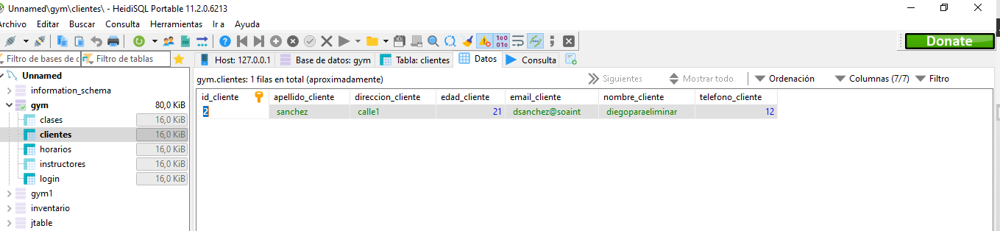 Unnamed\gym\clientes\ - HeidiSQL Portable 11.2.0.6213
Archivo Editar Buscar Consulta Herramientas Ir a Ayuda
Donate
Filtro de bases de c Filtro de tablas
Host: 127.0.0.1 Base de datos: gym Tabla: clientes Datos Consulta
Unnamed
information_schema
gym 80,0 KiB
clases 16,0 KiB
clientes 16,0 KiB
horarios 16,0 KiB
instructores 16,0 KiB
login 16,0 KiB
gym1
inventario
jtable
gym.clientes: 1 filas en total (aproximadamente) Siguientes Mostrar todo Ordenación Columnas (7/7) Filtro
id_cliente apellido_cliente direccion_cliente edad_cliente email_cliente nombre_cliente telefono_cliente
2 sanchez calle1 21 dsanchez@soaint diegoparaeliminar 12